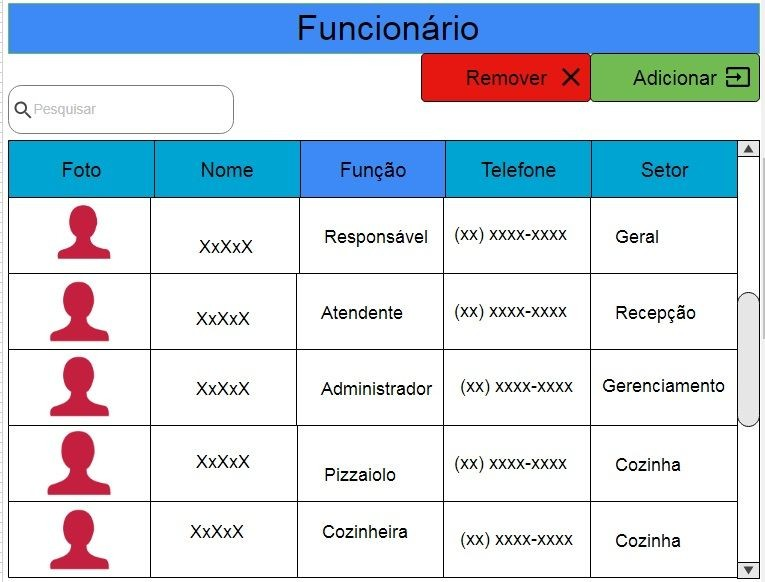 Funcionário
Remover Adicionar
Pesquisar
Foto Nome Função Telefone Setor
XxXxX Responsável (xx) xxxx-xxxx Geral
XxXxX Atendente (xx) xxxx-xxxx Recepção
XxXxX Administrador (xx) xxxx-xxxx Gerenciamento
XxXxX Pizzaiolo (xx) xxxx-xxxx Cozinha
XxXxX Cozinheira (xx) xxxx-xxxx Cozinha